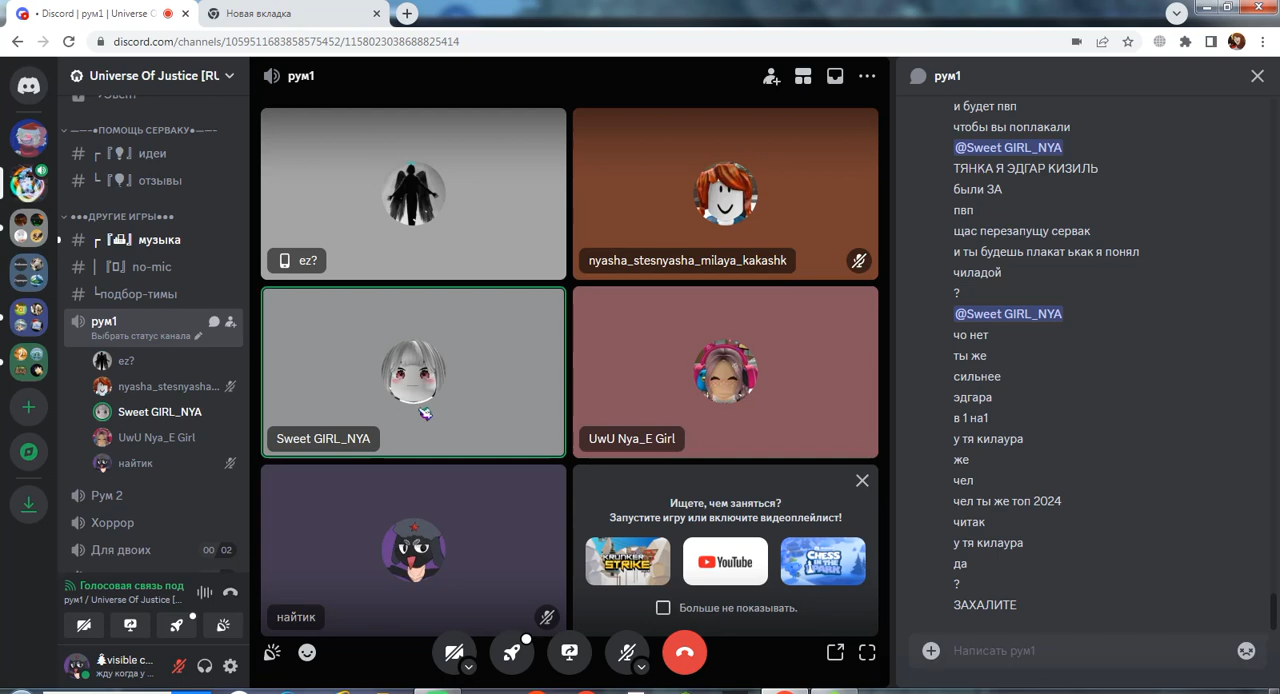 • Discord | рум1 | Universe O
Новая вкладка
discord.com/channels/1059511683858575452/1158023038688825414
Universe Of Justice [RU
—–●ПОМОЩЬ СЕРВАКУ●—–-
идеи
отзывы
●●●ДРУГИЕ ИГРЫ●●●
музыка
no-mic
подбор-тимы
рум1
Выбрать статус канала
ez?
nyasha_stesnyasha...
Sweet GIRL_NYA
UwU Nya_E Girl
найтик
Рум 2
Хоррор
Для двоих 00 02
Голосовая связь под
рум1 / Universe Of Justice [...
visible c...
жду когда у ...
рум1
ez?
nyasha_stesnyasha_milaya_kakashk
Sweet GIRL_NYA
UwU Nya_E Girl
найтик
Ищете, чем заняться?
Запустите игру или включите видеоплейлист!
KRUNKER STRIKE
YouTube
CHESS IN THE PARK
Больше не показывать.
рум1
и будет пвп
чтобы вы поплакали
@Sweet GIRL_NYA
ТЯНКА Я ЭДГАР КИЗИЛЬ
были ЗА
пвп
щас перезапущу сервак
и ты будешь плакат ькак я понял
чиладой
?
@Sweet GIRL_NYA
чо нет
ты же
сильнее
эдгара
в 1 на1
у тя килаура
же
чел
чел ты же топ 2024
читак
у тя килаура
да
?
ЗАХАЛИТЕ
Написать рум1